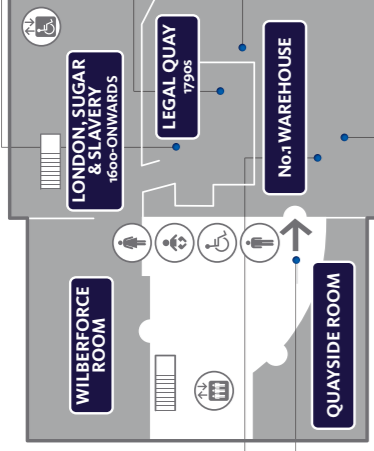 LONDON, SUGAR
& SLAVERY
1600-ONWARDS
LEGAL QUAY
1790s
No.1 WAREHOUSE
WILBERFORCE
ROOM
QUAYSIDE ROOM